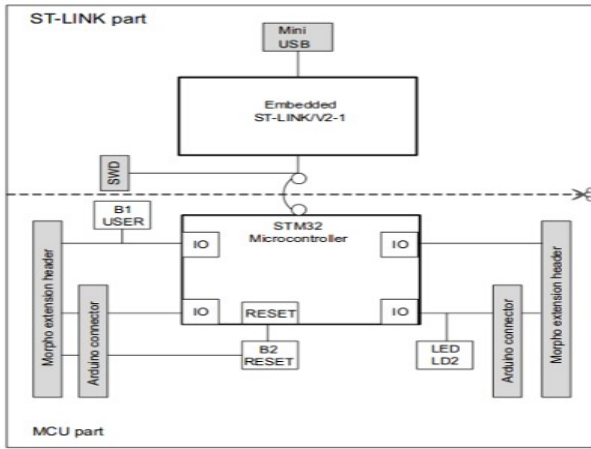 ST-LINK part
Mini
USB
Embedded
ST-LINK/V2-1
SWD
B1
USER
STM32
Microcontroller
IO
IO
IO
RESET
IO
B2
RESET
LED
LD2
Morpho extension header
Arduino connector
Arduino connector
Morpho extension header
MCU part